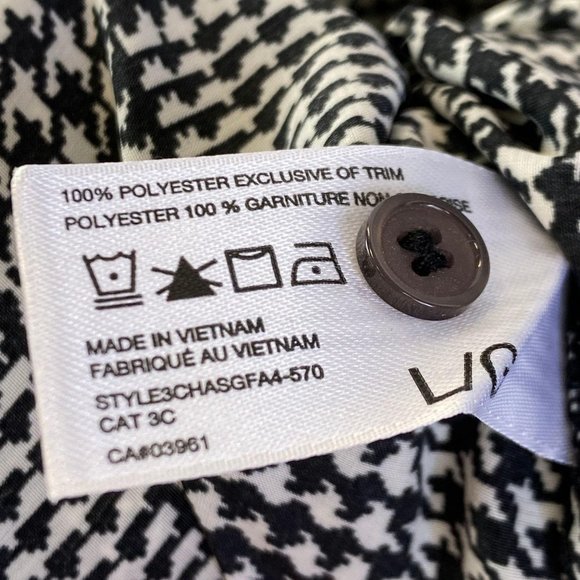 100% POLYESTER EXCLUSIVE OF TRIM
POLYESTER 100 % GARNITURE NON
MADE IN VIETNAM
FABRIQUÉ AU VIETNAM
STYLE3CHASGFA4-570
CAT 3C
CA#03961